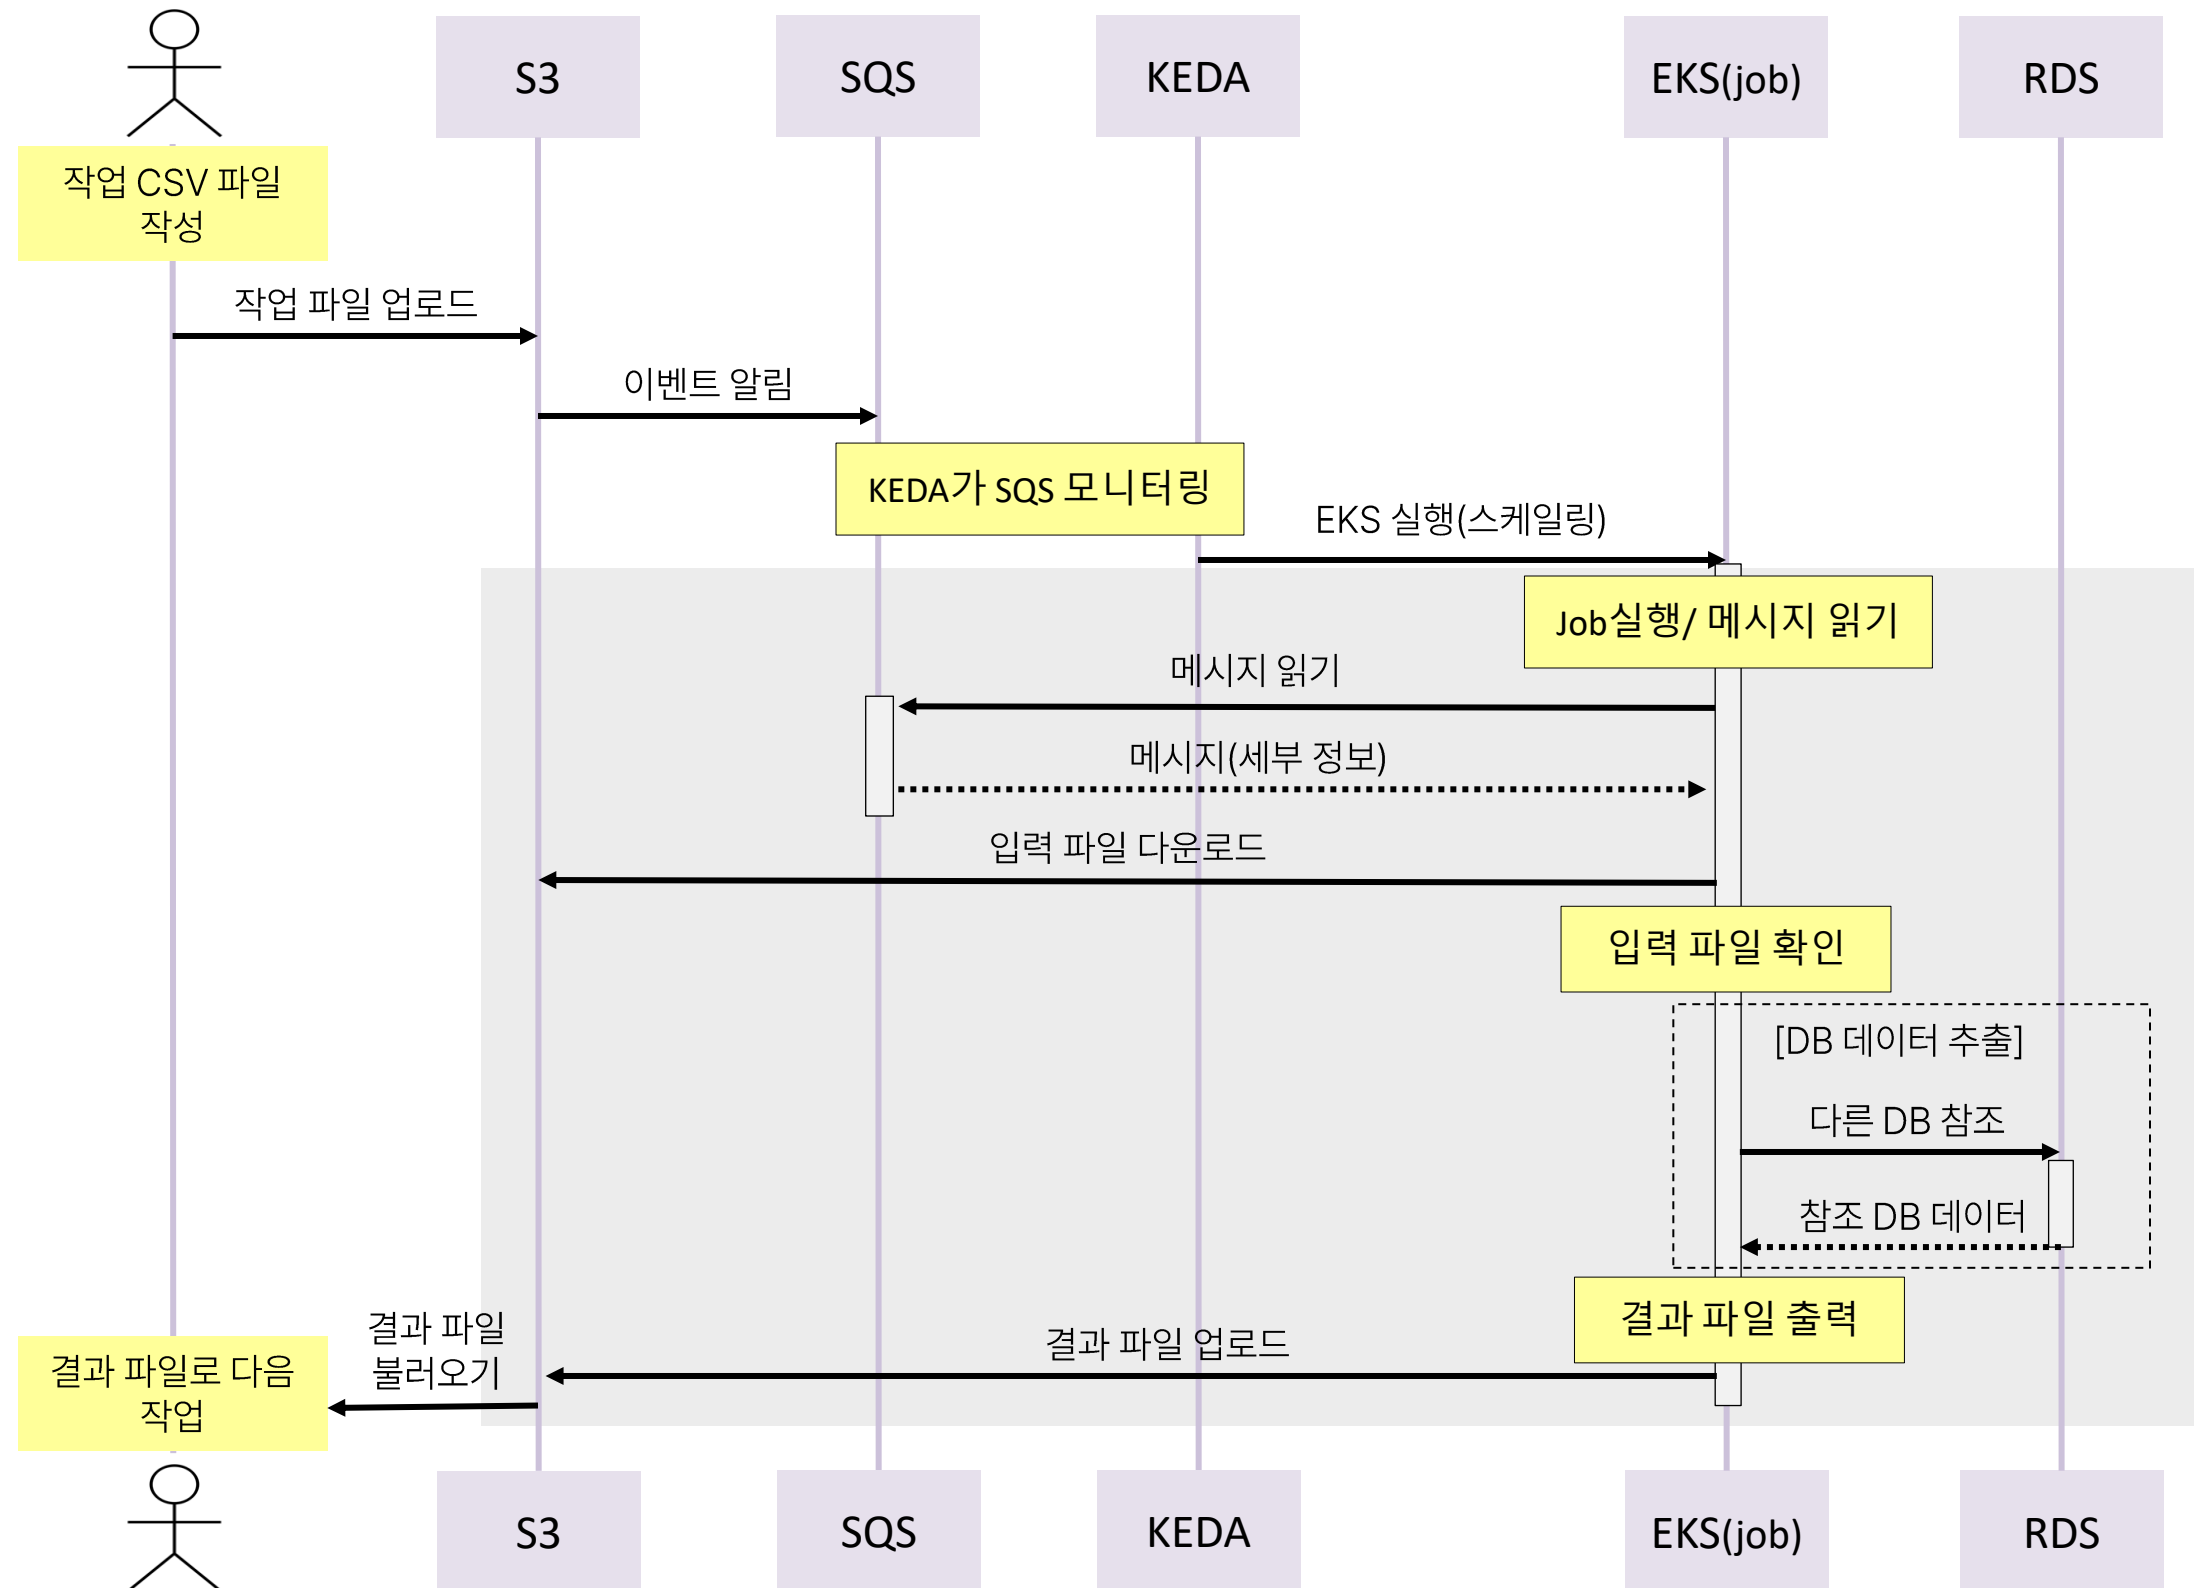 S3
SQS
KEDA
EKS(job)
RDS
작업 CSV 파일
작성
작업 파일 업로드
이벤트 알림
KEDA가 SQS 모니터링
EKS 실행(스케일링)
Job실행/ 메시지 읽기
메시지 읽기
메시지(세부 정보)
입력 파일 다운로드
입력 파일 확인
[DB 데이터 추출]
다른 DB 참조
참조 DB 데이터
결과 파일 출력
결과 파일 업로드
결과 파일
불러오기
결과 파일로 다음
작업
S3
SQS
KEDA
EKS(job)
RDS